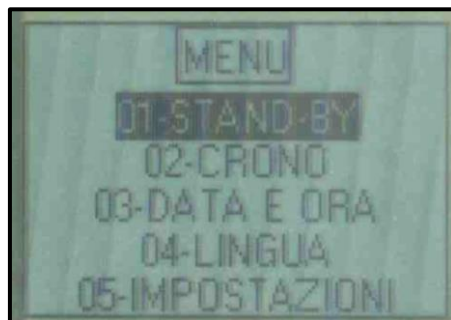 MENU
01-STAND-BY
02-CRONO
03-DATA E ORA
04-LINGUA
05-IMPOSTAZIONI